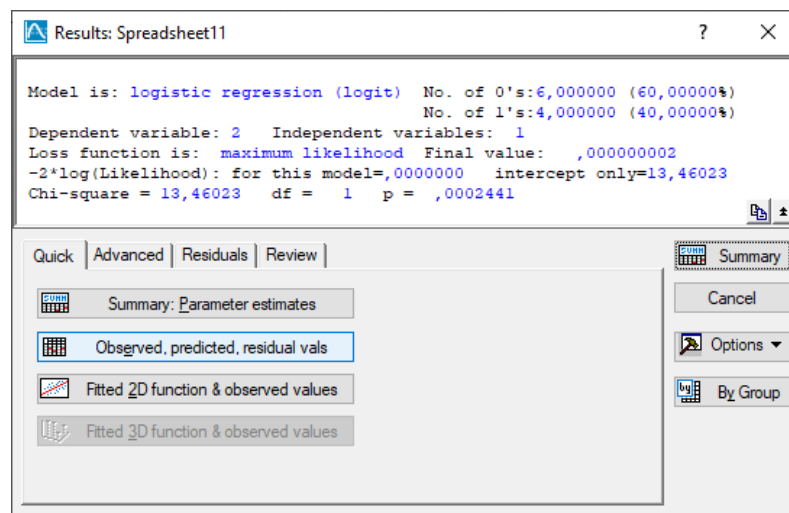 Results: Spreadsheet11
?
Model is: logistic regression (logit) No. of 0's:6,000000 (60,00000%)
No. of 1's:4,000000 (40,00000%)
Dependent variable: 2 Independent variables: 1
Loss function is: maximum likelihood Final value: ,000000002
-2*log(Likelihood): for this model=,0000000 intercept only=13,46023
Chi-square = 13,46023 df = 1 p = ,0002441
Quick Advanced Residuals Review
Summary
SUMM Summary: Parameter estimates
Cancel
Observed, predicted, residual vals
Options
Fitted 2D function & observed values
By Group
Fitted 3D function & observed values